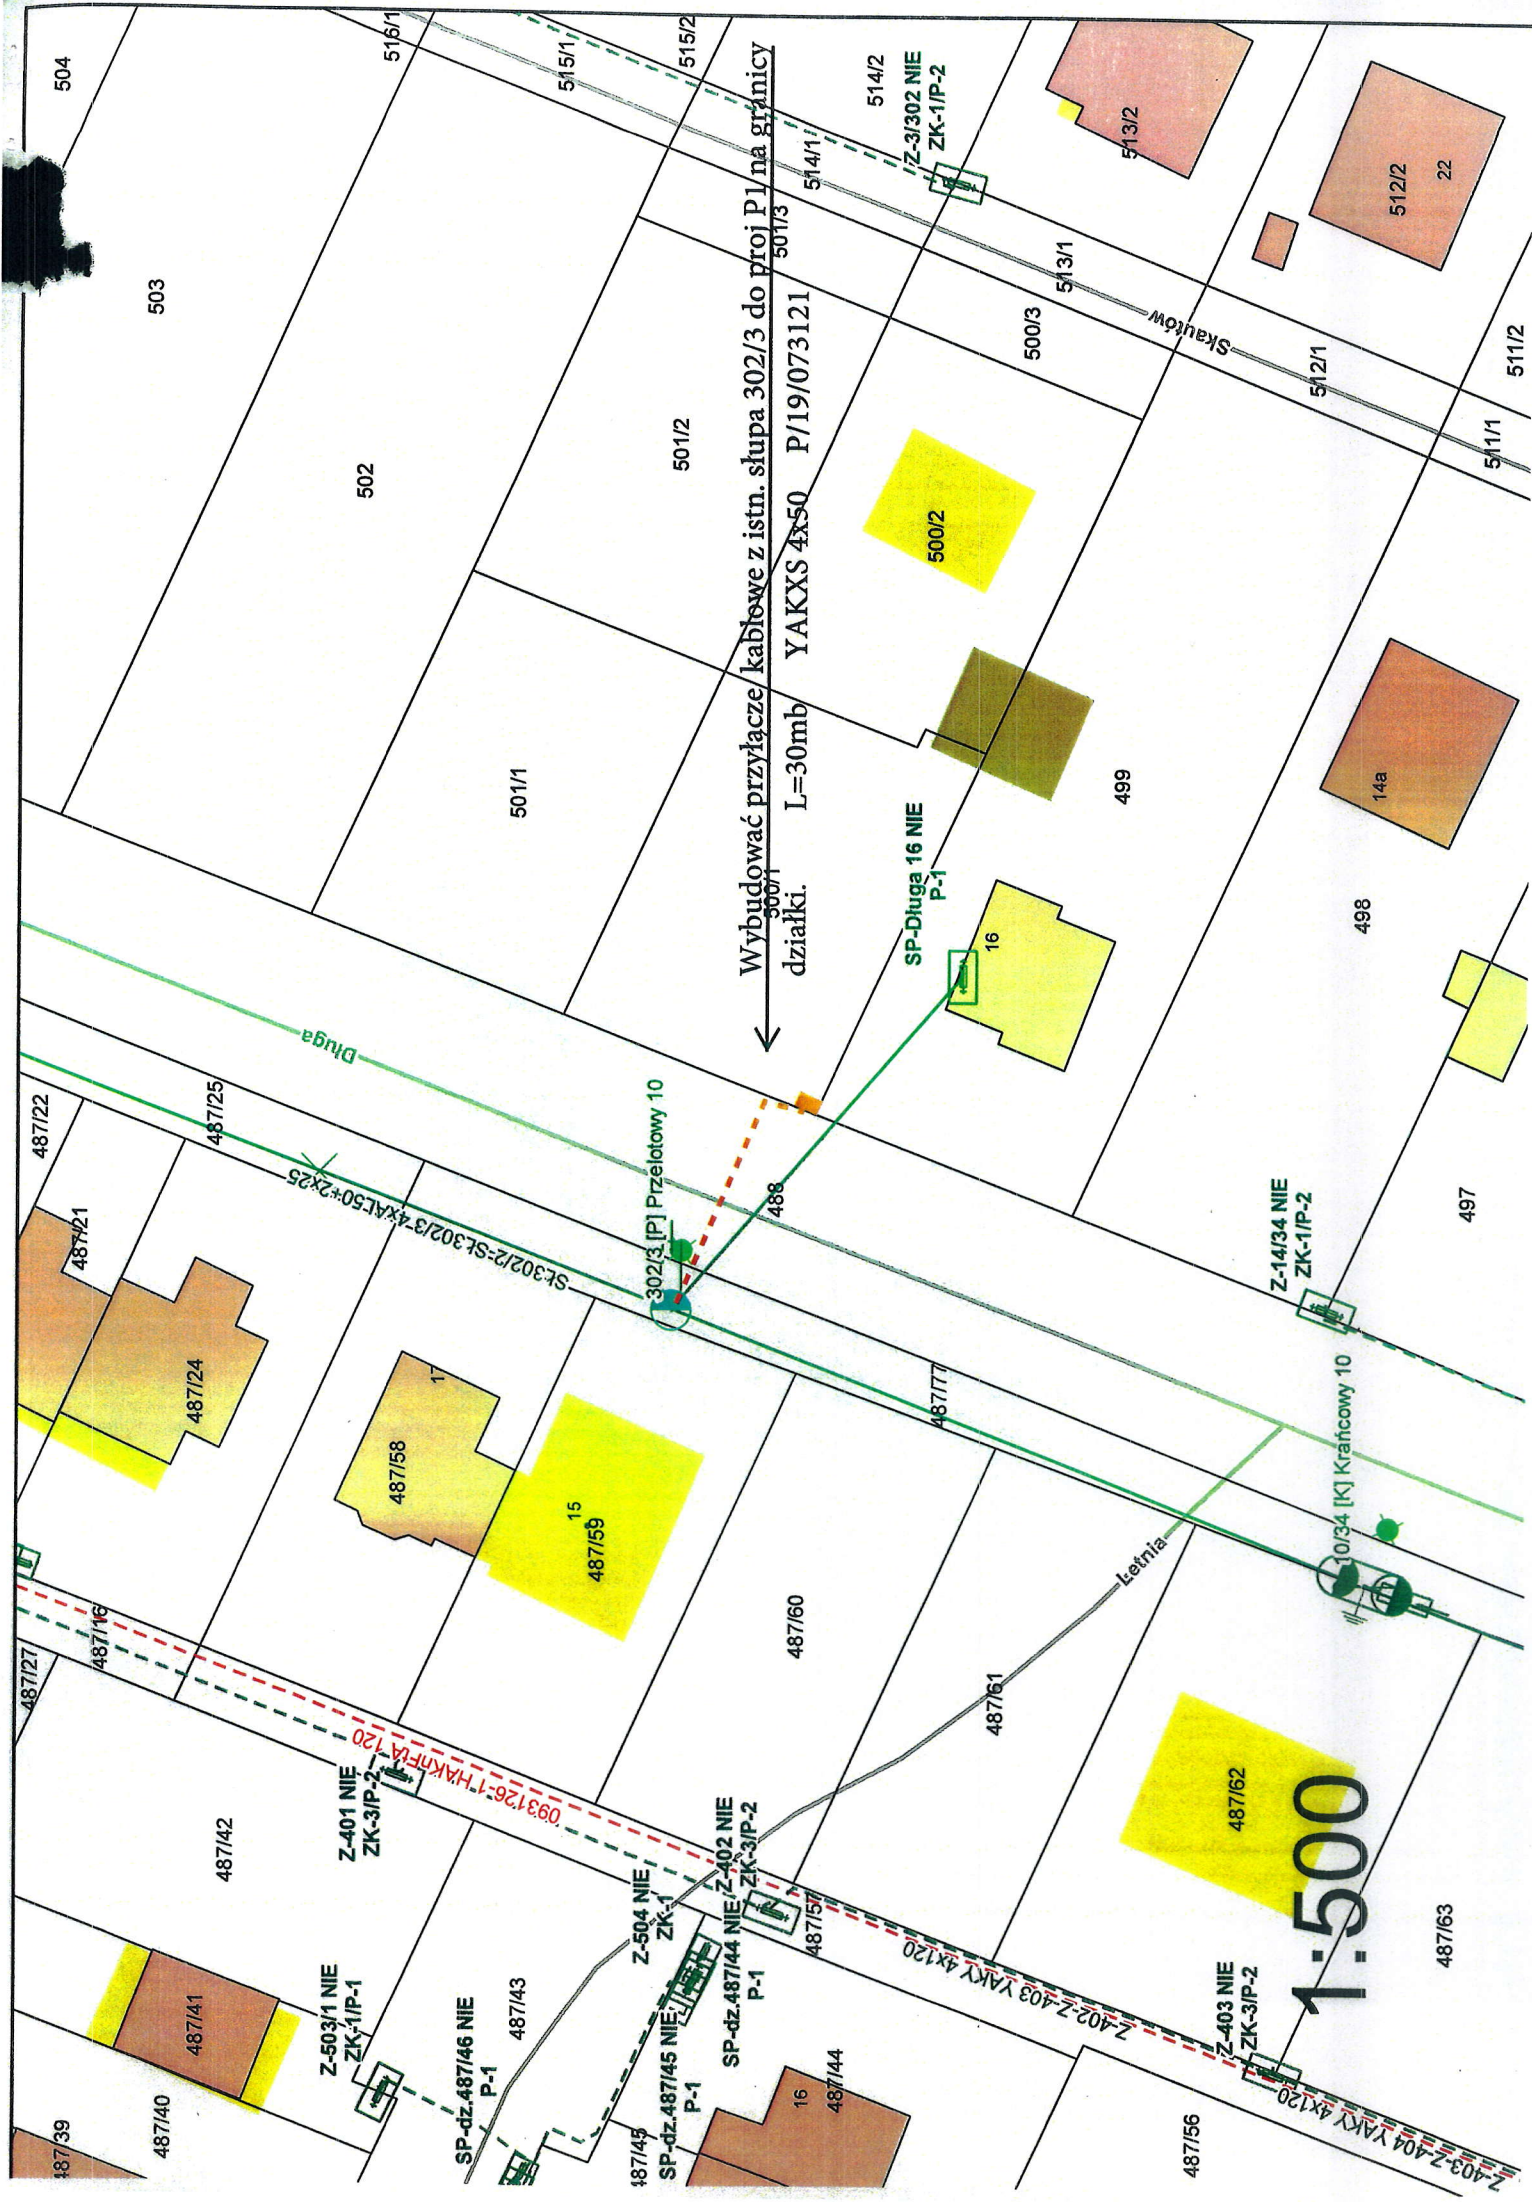 504
503
502
501/1
501/2
501/3
516/1
515/1
515/2
514/2
514/1
Z-3/302 NIE
ZK-1/P-2
513/2
512/2
22
513/1
Skautów
512/1
511/2
511/1
500/3
500/2
Wybudować przyłącze kablowe z istn. słupa 302/3 do proj P1 na granicy
działki. L=30mb YAKXS 4x50 P/19/073121
500/1
499
14a
498
497
SP-Długa 16 NIE
P-1
16
Długa
487/22
487/25
487/21
SŁ302/2-SŁ302/3 4xAL50+2x25
302/3 [P] Przelotowy 10
488
487/24
17
487/58
15
487/59
487/77
Z-14/34 NIE
ZK-1/P-2
10/34 [K] Krańcowy 10
Letnia
487/60
487/61
487/62
1:500
487/63
487/27
487/16
093126-1 HAKnFtA 120
487/42
Z-401 NIE
ZK-3/P-2
Z-402 NIE
ZK-3/P-2
Z-504 NIE
ZK-1
487/57
Z-402-Z-403 YAKY 4x120
Z-403 NIE
ZK-3/P-2
Z-403-Z-404 YAKY 4x120
487/41
487/40
487/39
Z-503/1 NIE
ZK-1/P-1
487/43
SP-dz.487/46 NIE
P-1
SP-dz.487/44 NIE
P-1
SP-dz.487/45 NIE
P-1
487/45
16
487/44
487/56